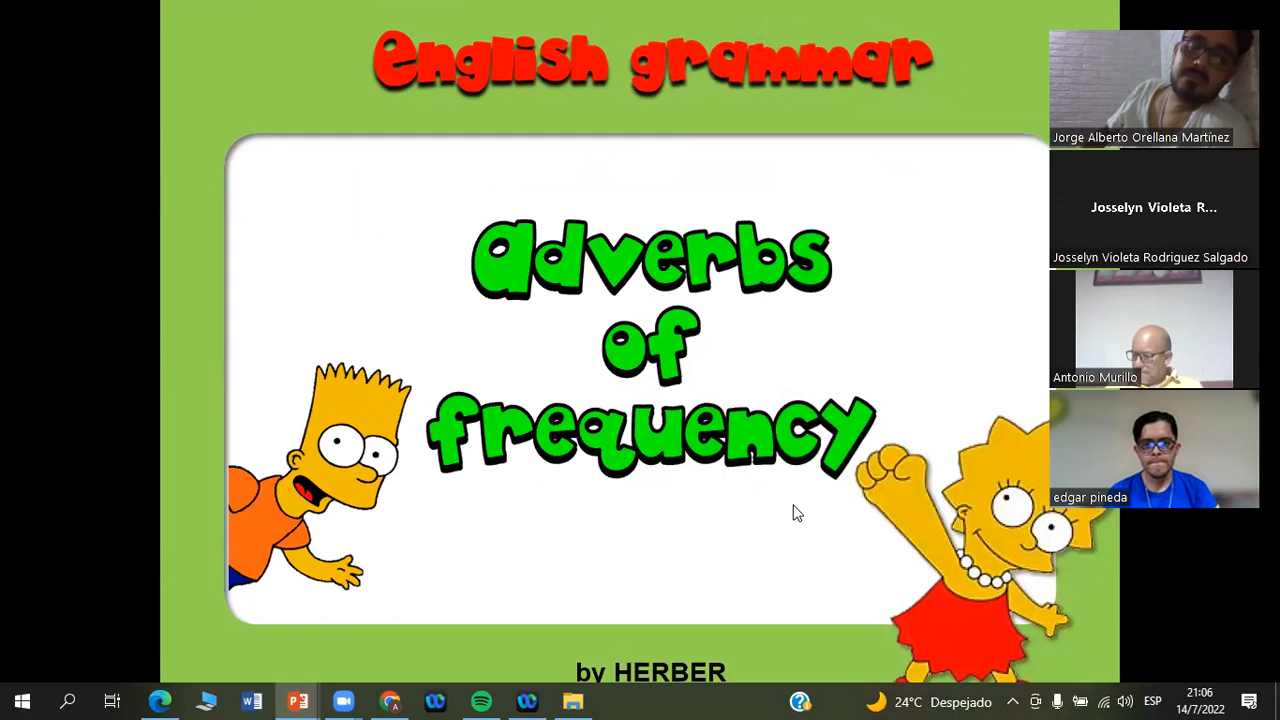 English grammar
adverbs
of
frequency
by HERBER
Jorge Alberto Orellana Martínez
Josselyn Violeta R...
Josselyn Violeta Rodriguez Salgado
Antonio Murillo
edgar pineda
24°C Despejado
ESP
21:06
14/7/2022